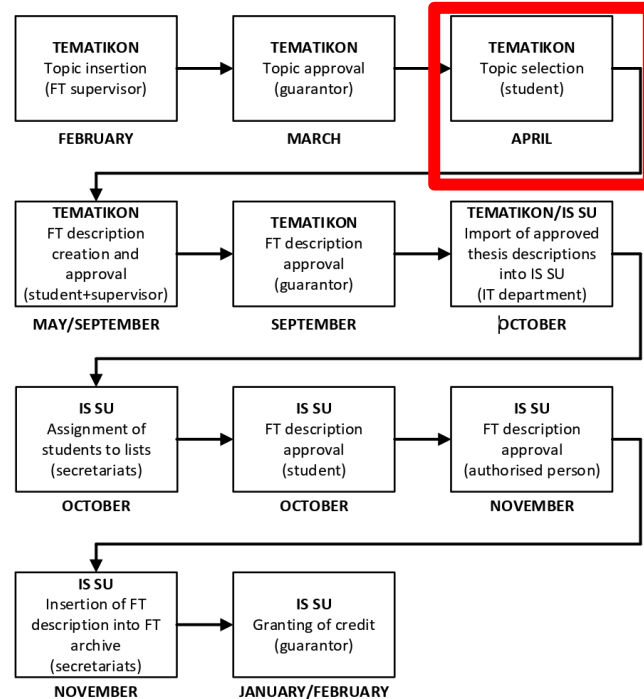 TEMATIKON
Topic insertion
(FT supervisor)
FEBRUARY
TEMATIKON
Topic approval
(guarantor)
MARCH
TEMATIKON
Topic selection
(student)
APRIL
TEMATIKON
FT description
creation and
approval
(student+supervisor)
MAY/SEPTEMBER
TEMATIKON
FT description
approval
(guarantor)
SEPTEMBER
TEMATIKON/IS SU
Import of approved
thesis descriptions
into IS SU
(IT department)
OCTOBER
IS SU
Assignment of
students to lists
(secretariats)
OCTOBER
IS SU
FT description
approval
(student)
OCTOBER
IS SU
FT description
approval
(authorised person)
NOVEMBER
IS SU
Insertion of FT
description into FT
archive
(secretariats)
NOVEMBER
IS SU
Granting of credit
(guarantor)
JANUARY/FEBRUARY